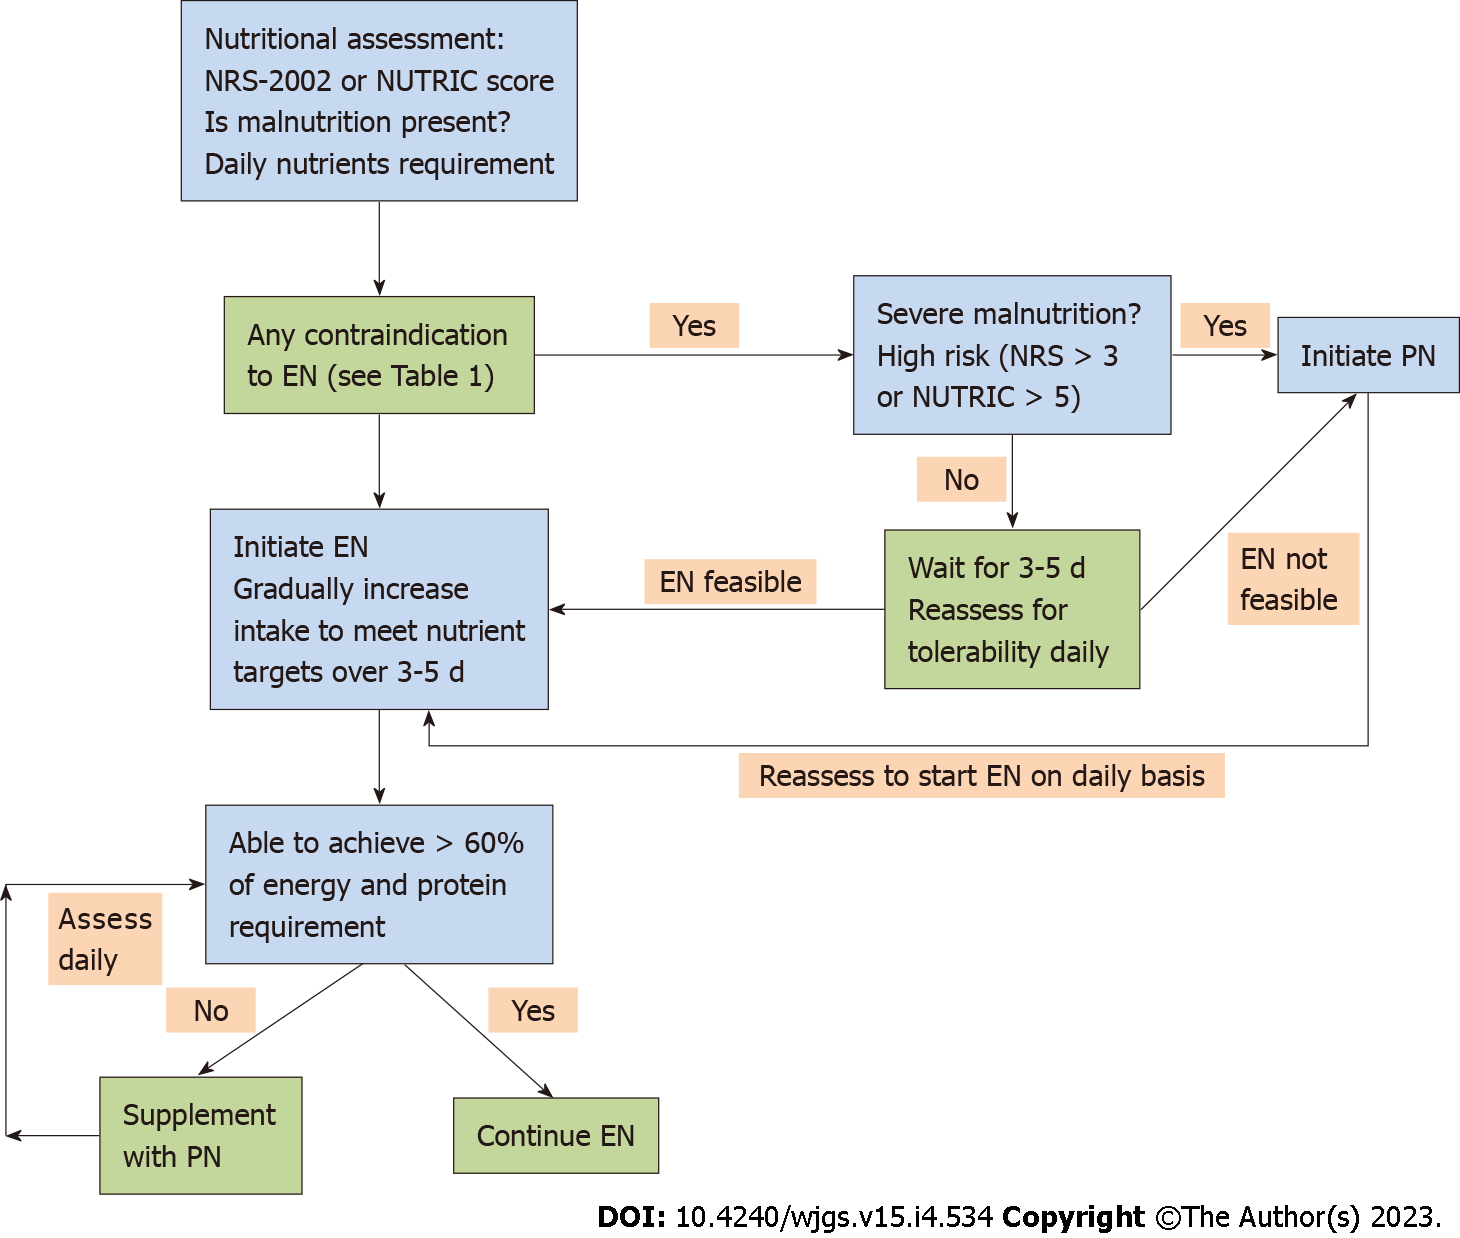 Nutritional assessment:
NRS-2002 or NUTRIC score
Is malnutrition present?
Daily nutrients requirement
Any contraindication
to EN (see Table 1)
Yes
Severe malnutrition?
High risk (NRS > 3
or NUTRIC > 5)
Yes
Initiate PN
No
Initiate EN
Gradually increase
intake to meet nutrient
targets over 3-5 d
EN feasible
Wait for 3-5 d
Reassess for
tolerability daily
EN not
feasible
Reassess to start EN on daily basis
Able to achieve > 60%
of energy and protein
requirement
Assess
daily
No
Yes
Supplement
with PN
Continue EN
DOI: 10.4240/wjgs.v15.i4.534 Copyright ©The Author(s) 2023.